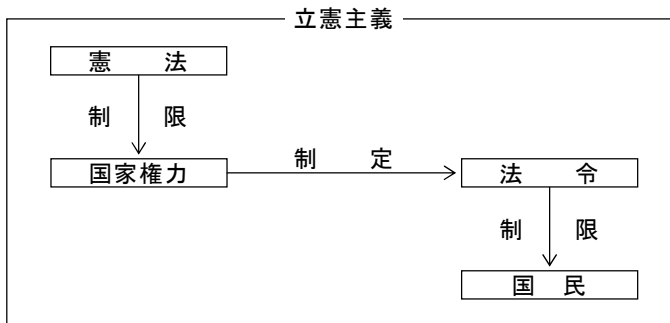 立憲主義
憲　法
制　限
国家権力
制　定
法　令
制　限
国　民